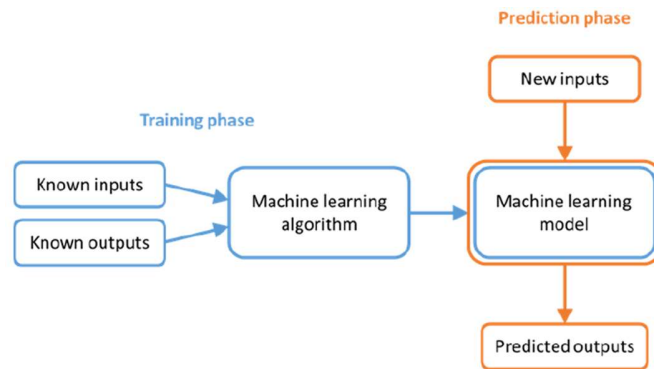 Prediction phase
New inputs
Training phase
Known inputs
Known outputs
Machine learning
algorithm
Machine learning
model
Predicted outputs